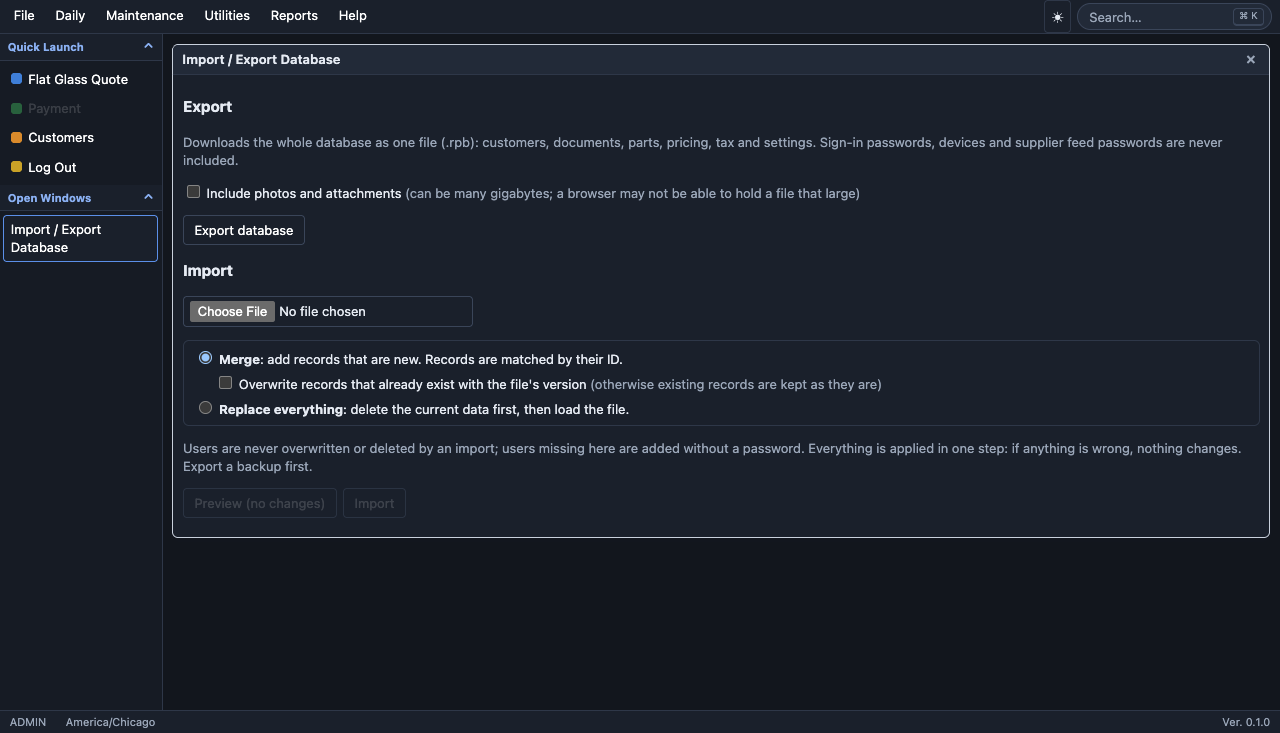 File Daily Maintenance Utilities Reports Help
Search... ⌘ K
Quick Launch
Flat Glass Quote
Payment
Customers
Log Out
Open Windows
Import / Export
Database
Import / Export Database
Export
Downloads the whole database as one file (.rpb): customers, documents, parts, pricing, tax and settings. Sign-in passwords, devices and supplier feed passwords are never
included.
Include photos and attachments (can be many gigabytes; a browser may not be able to hold a file that large)
Export database
Import
Choose File No file chosen
Merge: add records that are new. Records are matched by their ID.
Overwrite records that already exist with the file's version (otherwise existing records are kept as they are)
Replace everything: delete the current data first, then load the file.
Users are never overwritten or deleted by an import; users missing here are added without a password. Everything is applied in one step: if anything is wrong, nothing changes.
Export a backup first.
Preview (no changes) Import
ADMIN America/Chicago Ver. 0.1.0